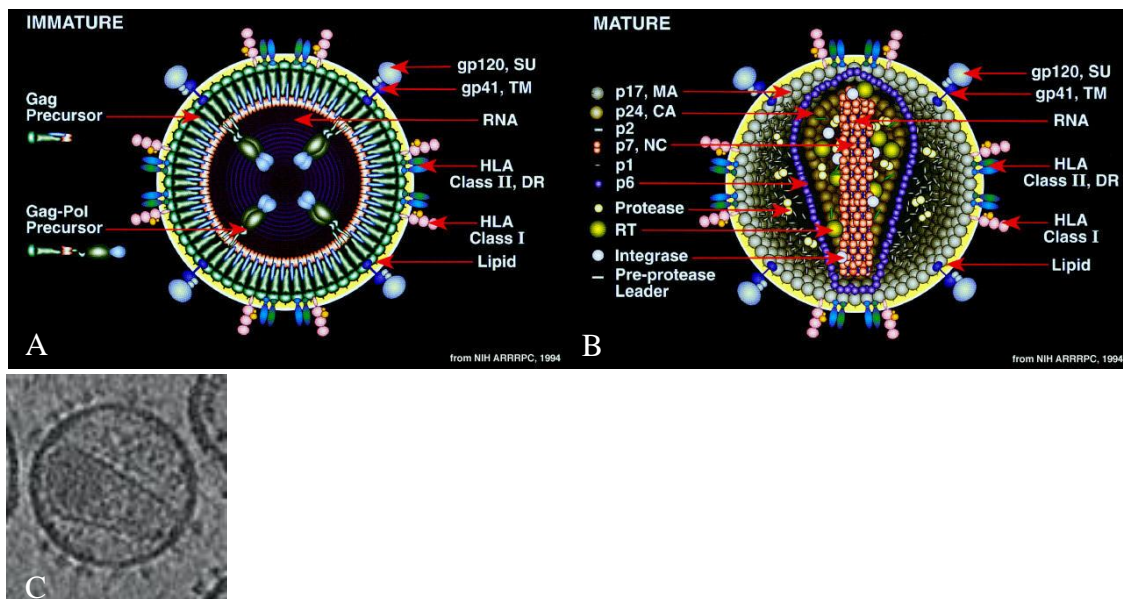 IMMATURE
gp120, SU
gp41, TM
Gag
Precursor
RNA
HLA
Class II, DR
Gag-Pol
Precursor
HLA
Class I
Lipid
A
from NIH ARRRPC, 1994
MATURE
p17, MA
p24, CA
p2
p7, NC
p1
p6
Protease
RT
Integrase
Pre-protease
Leader
gp120, SU
gp41, TM
RNA
HLA
Class II, DR
HLA
Class I
Lipid
B
from NIH ARRRPC, 1994
C